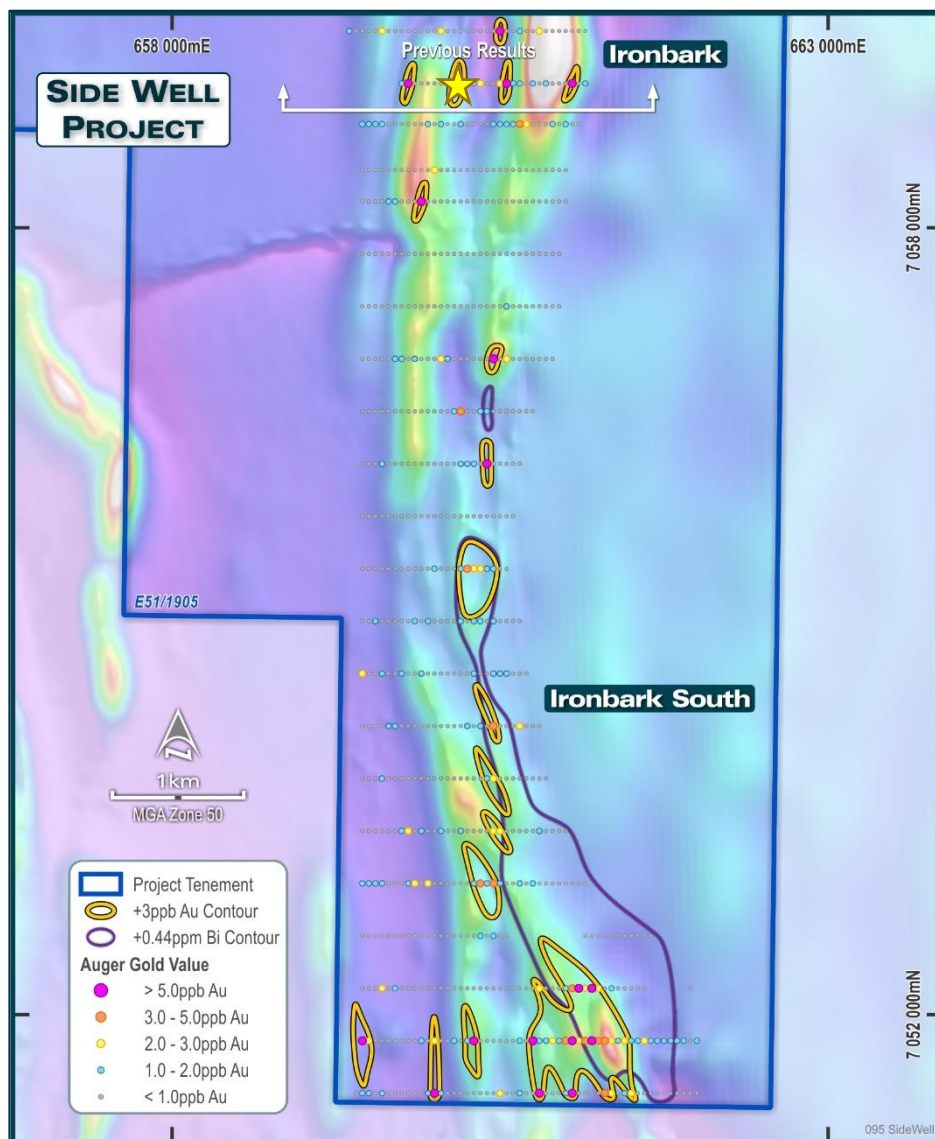 658 000mE
663 000mE
Previous Results
Ironbark
SIDE WELL
PROJECT
7 058 000mN
E51/1905
Ironbark South
N
1km
MGA Zone 50
Project Tenement
+3ppb Au Contour
+0.44ppm Bi Contour
Auger Gold Value
> 5.0ppb Au
3.0 - 5.0ppb Au
2.0 - 3.0ppb Au
1.0 - 2.0ppb Au
< 1.0ppb Au
7 052 000mN
095 SideWell